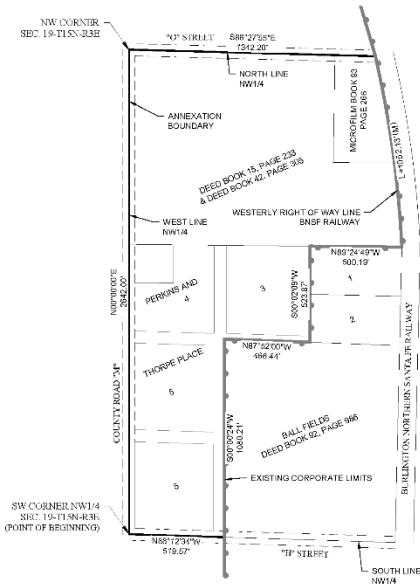 NW CORNER
SEC. 19-T15N-R3E
"O" STREET
S88°27'55"E
1342.20'
NORTH LINE
NW1/4
ANNEXATION
BOUNDARY
MICROFILM BOOK 93
PAGE 266
L=1062.13'(M)
DEED BOOK 15, PAGE 233
& DEED BOOK 42, PAGE 305
WESTERLY RIGHT OF WAY LINE
BNSF RAILWAY
WEST LINE
NW1/4
N00°00'00"E
2642.00'
N89°24'49"W
500.19'
PERKINS AND
4
3
S00°02'09"W
523.87'
1
2
N87°52'00"W
466.44'
THORPE PLACE
5
COUNTY ROAD "M"
S00°00'24"W
1080.21'
BALL FIELDS
DEED BOOK 92, PAGE 966
BURLINGTON NORTHERN SANTA FE RAILWAY
5
EXISTING CORPORATE LIMITS
SW CORNER NW1/4
SEC. 19-T15N-R3E
(POINT OF BEGINNING)
N88°12'34"W
519.57'
"H" STREET
SOUTH LINE
NW1/4